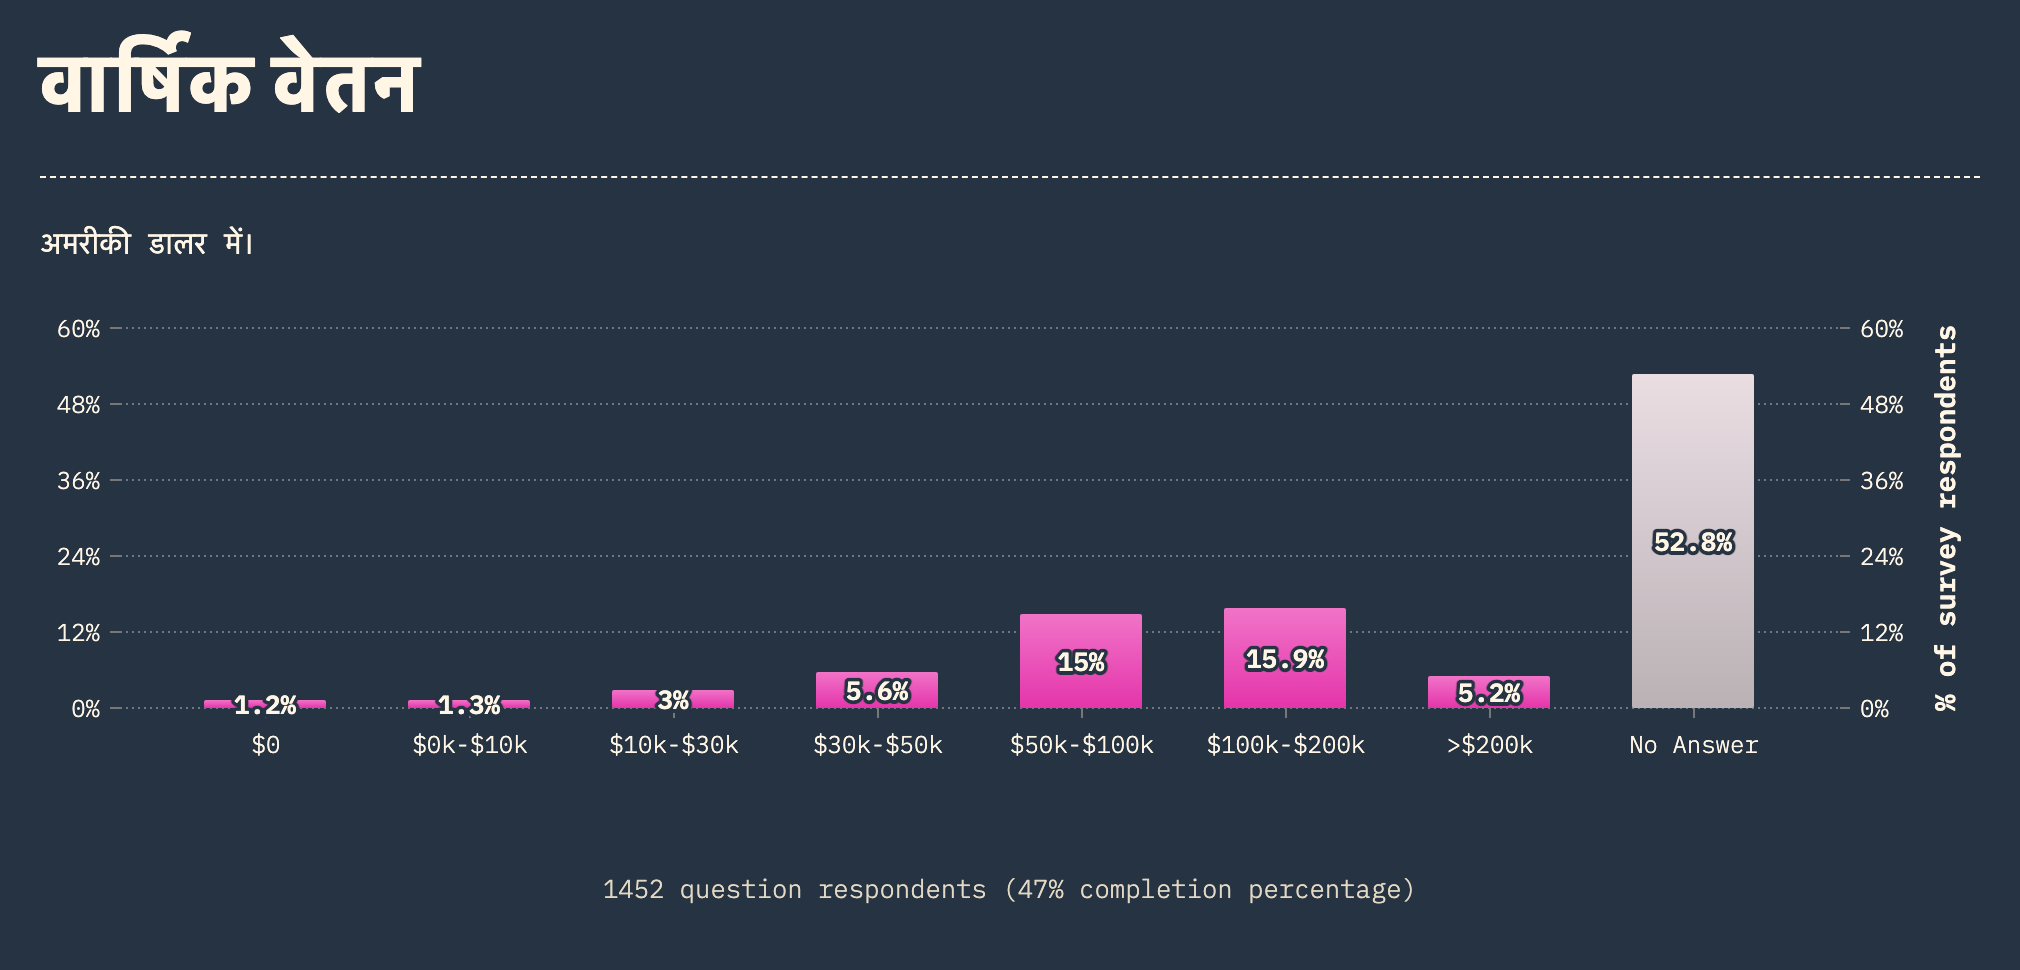 वार्षिक वेतन
अमरीकी डालर में।
60%
48%
36%
24%
12%
0%
60%
48%
36%
24%
12%
0%
% of survey respondents
1.2%
1.3%
3%
5.6%
15%
15.9%
5.2%
52.8%
$0
$0k-$10k
$10k-$30k
$30k-$50k
$50k-$100k
$100k-$200k
>$200k
No Answer
1452 question respondents (47% completion percentage)